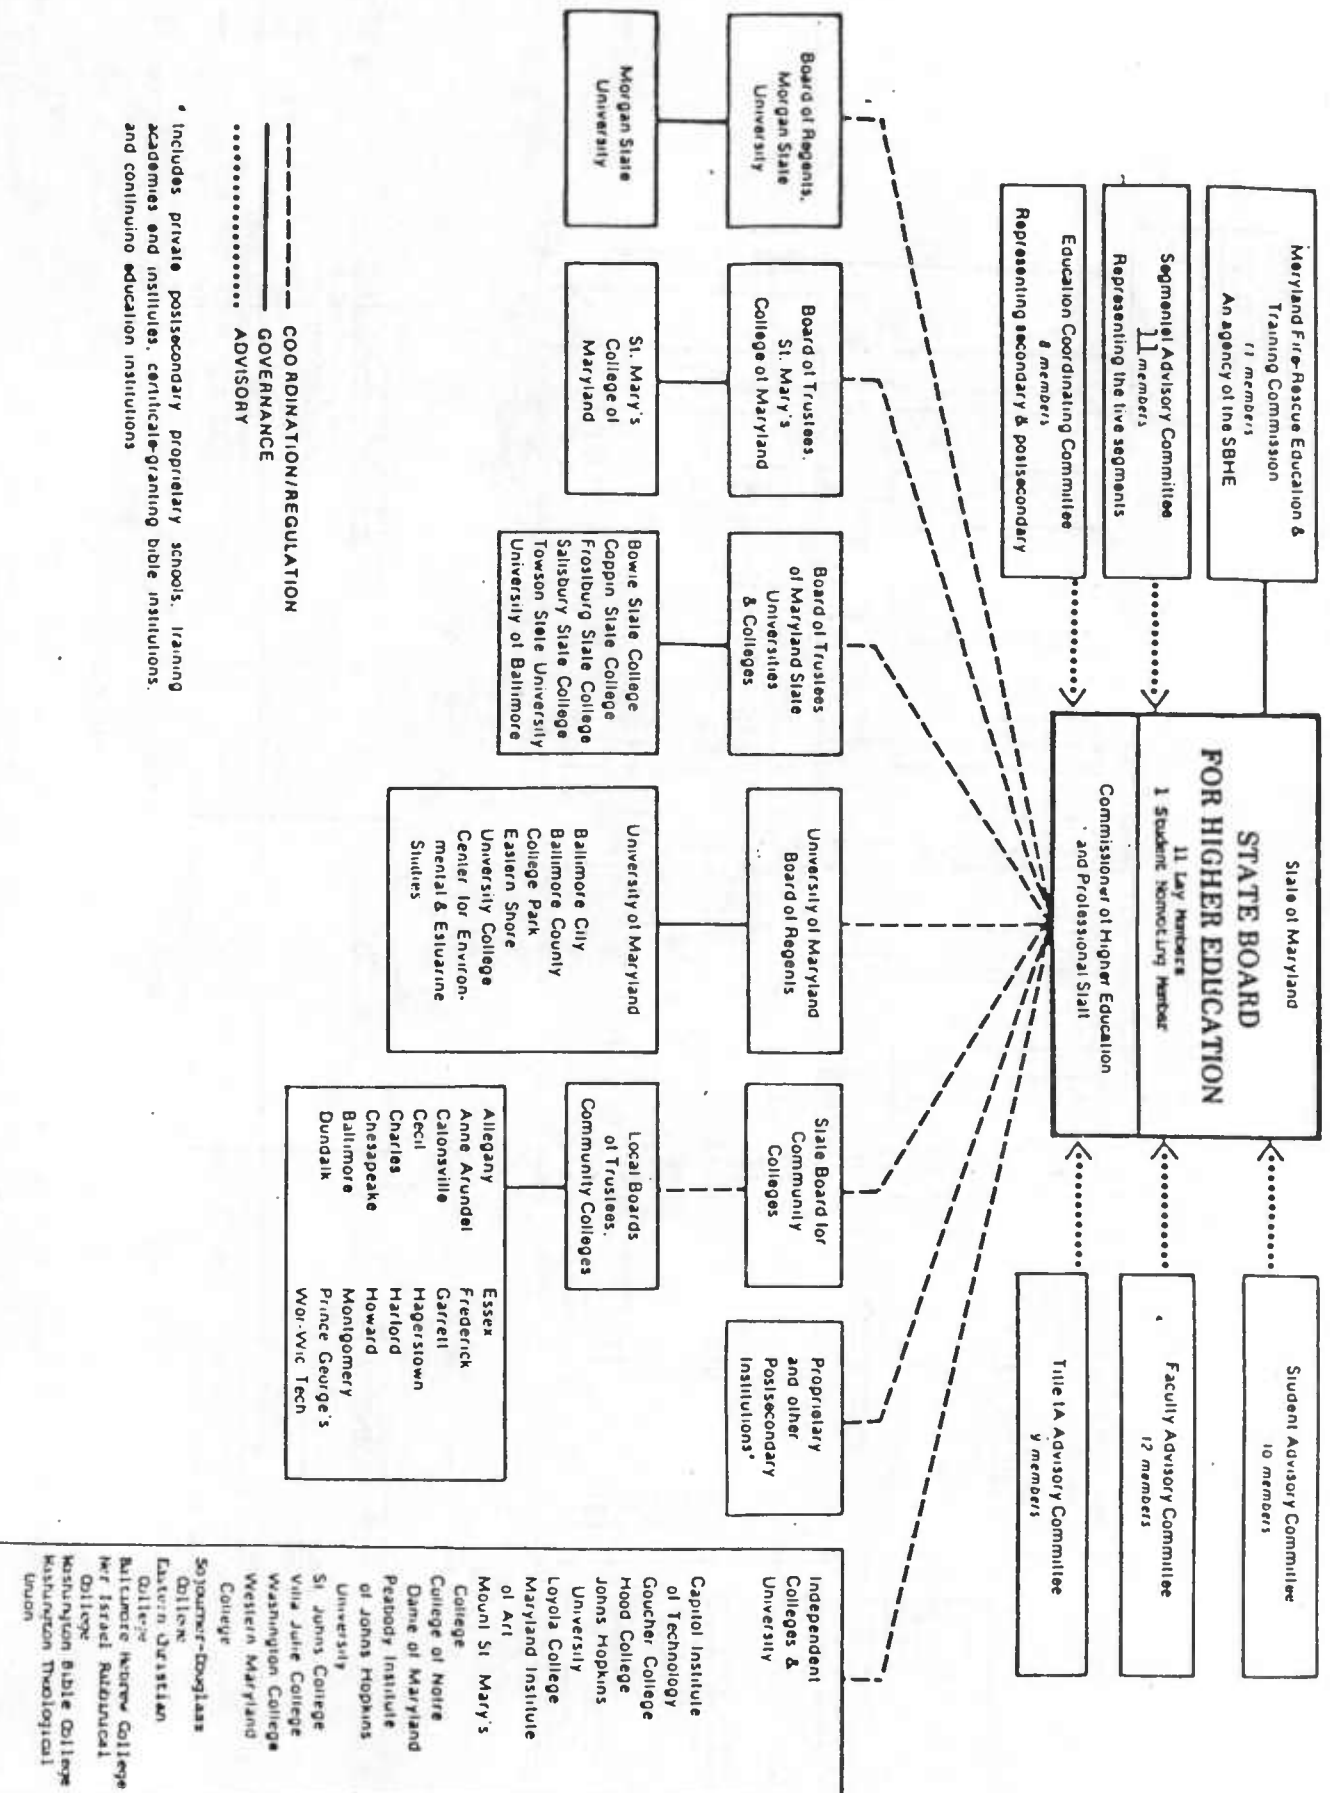 State of Maryland
STATE BOARD
FOR HIGHER EDUCATION
11 Lay Members
1 Student Nonvoting Member
Commissioner of Higher Education
and Professional Staff
Maryland Fire-Rescue Education &
Training Commission
11 members
An agency of the SBHE
Segmental Advisory Committee
11 members
Representing the five segments
Education Coordinating Committee
8 members
Representing secondary & postsecondary
Student Advisory Committee
10 members
Faculty Advisory Committee
12 members
Title IA Advisory Committee
9 members
Board of Regents,
Morgan State
University
Morgan State
University
Board of Trustees,
St. Mary's
College of Maryland
St. Mary's
College of
Maryland
Board of Trustees
of Maryland State
Universities
& Colleges
Bowie State College
Coppin State College
Frostburg State College
Salisbury State College
Towson State University
University of Baltimore
University of Maryland
Board of Regents
University of Maryland
Baltimore City
Baltimore County
College Park
Eastern Shore
University College
Center for Environ-
mental & Estuarine
Studies
State Board for
Community
Colleges
Local Boards
of Trustees,
Community Colleges
Allegany
Anne Arundel
Catonsville
Cecil
Charles
Chesapeake
Baltimore
Dundalk
Essex
Frederick
Garrett
Hagerstown
Harford
Howard
Montgomery
Prince George's
Wor-Wic Tech
Proprietary
and other
Postsecondary
Institutions*
Independent
Colleges &
University
Capitol Institute
of Technology
Goucher College
Hood College
Johns Hopkins
University
Loyola College
Maryland Institute
of Art
Mount St Mary's
College
College of Notre
Dame of Maryland
Peabody Institute
of Johns Hopkins
University
St Johns College
Villa Julie College
Washington College
Western Maryland
College
Sojourner-Douglass
College
Eastern Christian
College
Baltimore Hebrew College
Ner Israel Rabbinical
College
Washington Bible College
Washington Theological
Union
COORDINATION/REGULATION
GOVERNANCE
ADVISORY
* Includes private postsecondary proprietary schools, training
academies and institutes, certificate-granting bible institutions,
and continuing education institutions